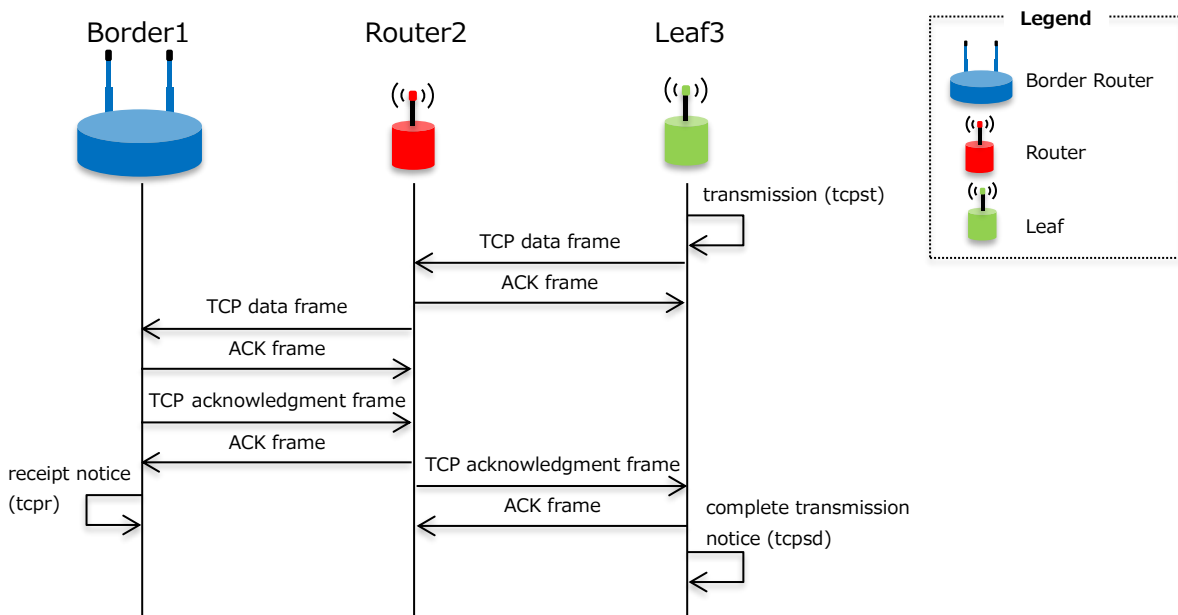 Border1
Router2
Leaf3
Legend
Border Router
Router
Leaf
transmission (tcpst)
TCP data frame
ACK frame
TCP data frame
ACK frame
TCP acknowledgment frame
ACK frame
TCP acknowledgment frame
receipt notice
(tcpr)
ACK frame
complete transmission
notice (tcpsd)